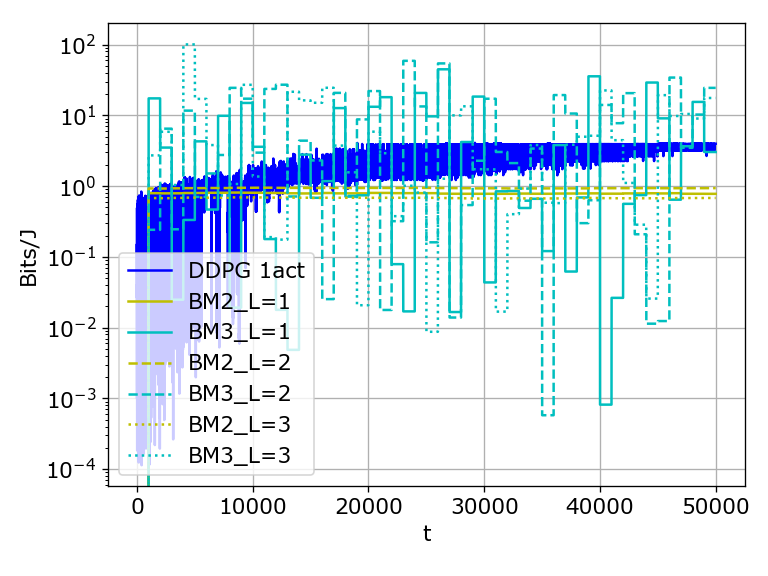 10²
10¹
10⁰
10⁻¹
10⁻²
10⁻³
10⁻⁴
Bits/J
DDPG 1act
BM2_L=1
BM3_L=1
BM2_L=2
BM3_L=2
BM2_L=3
BM3_L=3
0 10000 20000 30000 40000 50000
t